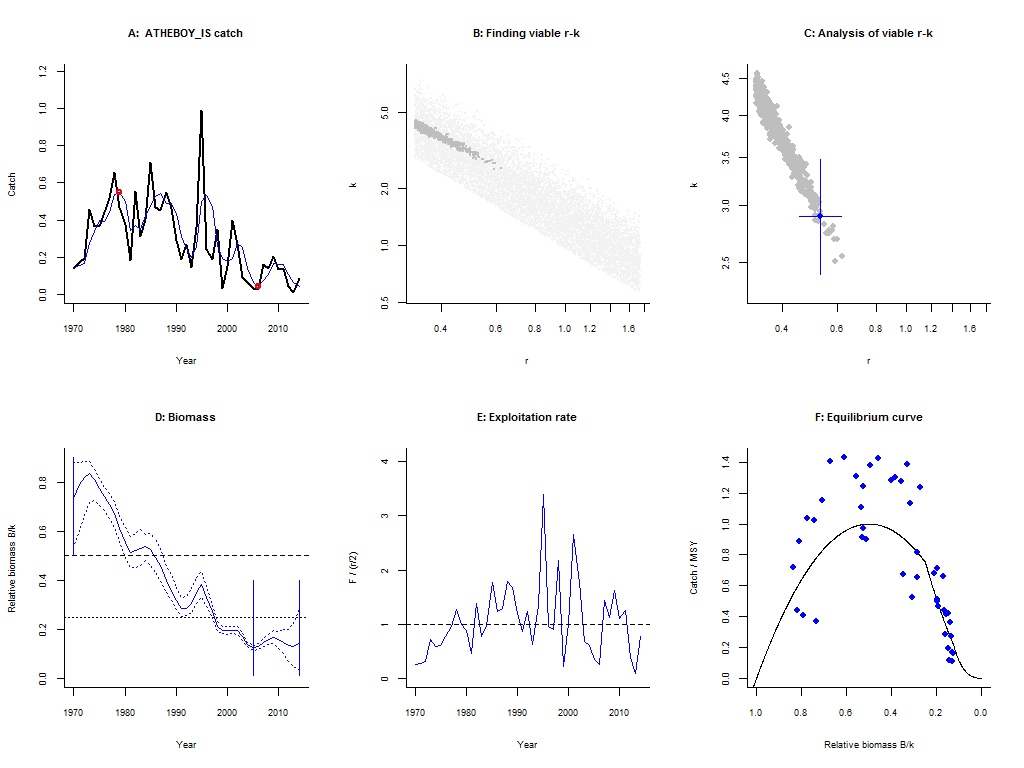 A: ATHEBOY_IS catch
B: Finding viable r-k
C: Analysis of viable r-k
Catch
0.0 0.2 0.4 0.6 0.8 1.0 1.2
1970 1980 1990 2000 2010
Year
k
0.5 1.0 2.0 5.0
0.4 0.6 0.8 1.0 1.2 1.6
r
k
2.5 3.0 3.5 4.0 4.5
0.4 0.6 0.8 1.0 1.2 1.6
r
D: Biomass
E: Exploitation rate
F: Equilibrium curve
Relative biomass B/k
0.0 0.2 0.4 0.6 0.8
1970 1980 1990 2000 2010
Year
F / (r/2)
0 1 2 3 4
1970 1980 1990 2000 2010
Year
Catch / MSY
0.0 0.2 0.4 0.6 0.8 1.0 1.2 1.4
1.0 0.8 0.6 0.4 0.2 0.0
Relative biomass B/k